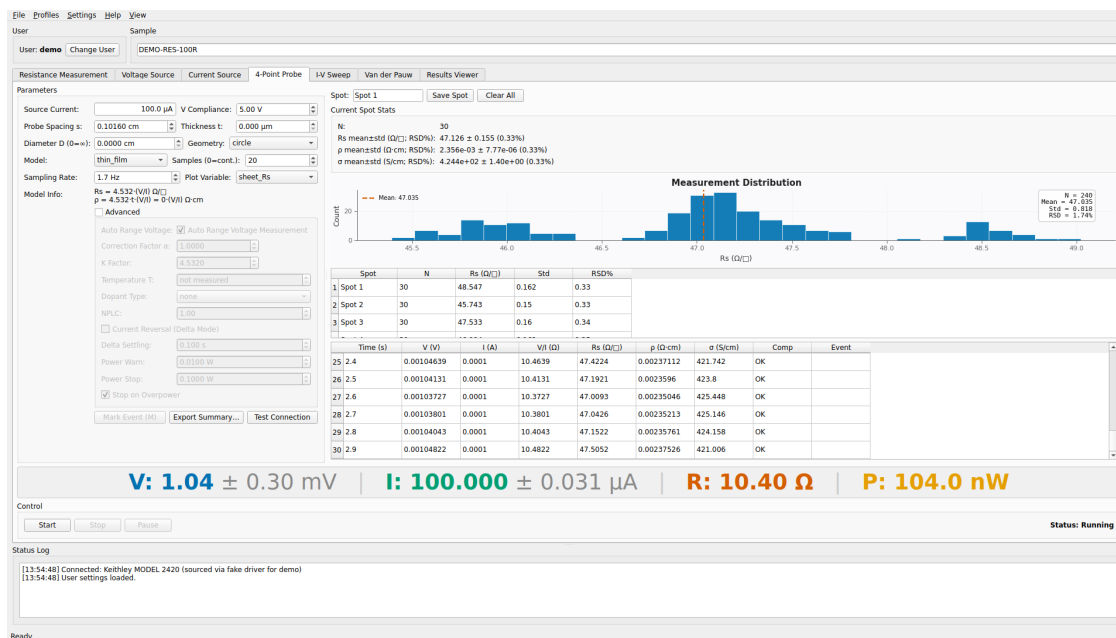 File Profiles Settings Help View
User Sample
User: demo Change User DEMO-RES-100R
Resistance Measurement Voltage Source Current Source 4-Point Probe I-V Sweep Van der Pauw Results Viewer
Parameters
Source Current: 100.0 µA V Compliance: 5.00 V
Probe Spacing s: 0.10160 cm Thickness t: 0.000 µm
Diameter D (0=∞): 0.0000 cm Geometry: circle
Model: thin_film Samples (0=cont.): 20
Sampling Rate: 1.7 Hz Plot Variable: sheet_Rs
Model Info: Rs = 4.532·(V/I) Ω/□
ρ = 4.532·t·(V/I) = 0·(V/I) Ω·cm
Advanced
Auto Range Voltage: Auto Range Voltage Measurement
Correction Factor α: 1.0000
K Factor: 4.5320
Temperature T: not measured
Dopant Type: none
NPLC: 1.00
Current Reversal (Delta Mode)
Delta Settling: 0.100 s
Power Warn: 0.0100 W
Power Stop: 0.1000 W
Stop on Overpower
Mark Event (M) Export Summary... Test Connection
Spot: Spot 1 Save Spot Clear All
Current Spot Stats
N: 30
Rs mean±std (Ω/□; RSD%): 47.126 ± 0.155 (0.33%)
ρ mean±std (Ω·cm; RSD%): 2.356e-03 ± 7.77e-06 (0.33%)
σ mean±std (S/cm; RSD%): 4.244e+02 ± 1.40e+00 (0.33%)
Measurement Distribution
Mean: 47.035
N = 240
Mean = 47.035
Std = 0.818
RSD = 1.74%
Count
20
0
45.5 46.0 46.5 47.0 47.5 48.0 48.5 49.0
Rs (Ω/□)
Spot N Rs (Ω/□) Std RSD%
1 Spot 1 30 48.547 0.162 0.33
2 Spot 2 30 45.743 0.15 0.33
3 Spot 3 30 47.533 0.16 0.34
Time (s) V (V) I (A) V/I (Ω) Rs (Ω/□) ρ (Ω·cm) σ (S/cm) Comp Event
25 2.4 0.00104639 0.0001 10.4639 47.4224 0.00237112 421.742 OK
26 2.5 0.00104131 0.0001 10.4131 47.1921 0.0023596 423.8 OK
27 2.6 0.00103727 0.0001 10.3727 47.0093 0.00235046 425.448 OK
28 2.7 0.00103801 0.0001 10.3801 47.0426 0.00235213 425.146 OK
29 2.8 0.00104043 0.0001 10.4043 47.1522 0.00235761 424.158 OK
30 2.9 0.00104822 0.0001 10.4822 47.5052 0.00237526 421.006 OK
V: 1.04 ± 0.30 mV | I: 100.000 ± 0.031 µA | R: 10.40 Ω | P: 104.0 nW
Control
Start Stop Pause Status: Running
Status Log
[13:54:48] Connected: Keithley MODEL 2420 (sourced via fake driver for demo)
[13:54:48] User settings loaded.
Ready